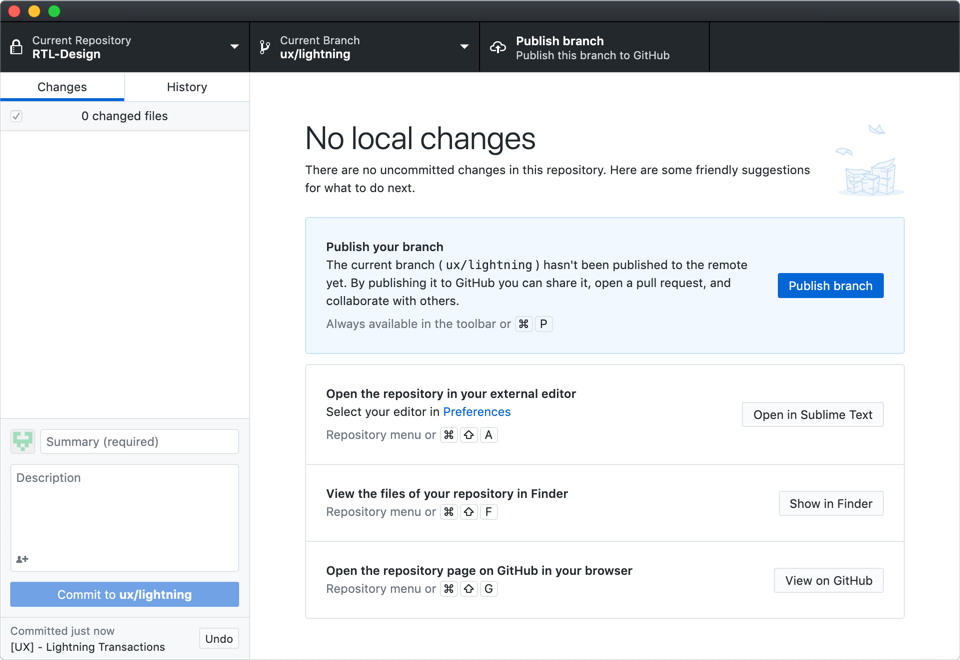 Current Repository
RTL-Design
Current Branch
ux/lightning
Publish branch
Publish this branch to GitHub
Changes
History
0 changed files
No local changes
There are no uncommitted changes in this repository. Here are some friendly suggestions
for what to do next.
Publish your branch
The current branch ( ux/lightning ) hasn't been published to the remote
yet. By publishing it to GitHub you can share it, open a pull request, and
collaborate with others.
Always available in the toolbar or ⌘ P
Publish branch
Open the repository in your external editor
Select your editor in Preferences
Repository menu or ⌘ ⇧ A
Open in Sublime Text
View the files of your repository in Finder
Repository menu or ⌘ ⇧ F
Show in Finder
Open the repository page on GitHub in your browser
Repository menu or ⌘ ⇧ G
View on GitHub
Summary (required)
Description
Commit to ux/lightning
Committed just now
[UX] - Lightning Transactions
Undo